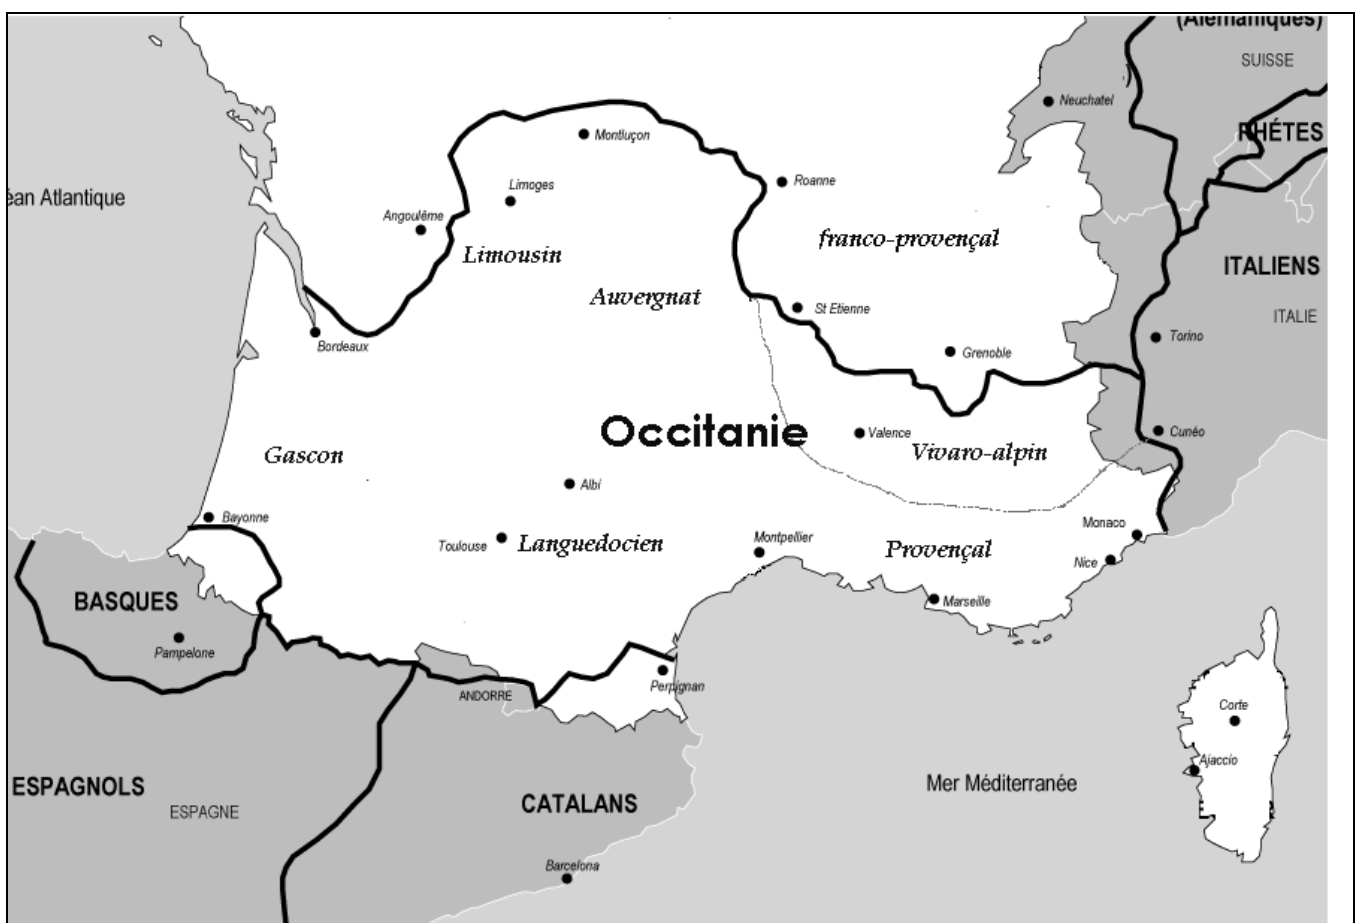 (Alémaniques)
SUISSE
Neuchatel
Montluçon
RHÉTES
Roanne
Limoges
éan Atlantique
Angoulême
franco-provençal
Limousin
ITALIENS
Auvergnat
St Etienne
ITALIE
Bordeaux
Torino
Grenoble
Occitanie
Valence
Cunéo
Gascon
Vivaro-alpin
Albi
Bayonne
Monaco
Toulouse
Languedocien
Montpellier
Provençal
Nice
BASQUES
Marseille
Pampelone
Perpignan
ANDORRE
Corte
Ajaccio
ESPAGNOLS
Mer Méditerranée
CATALANS
ESPAGNE
Barcelona